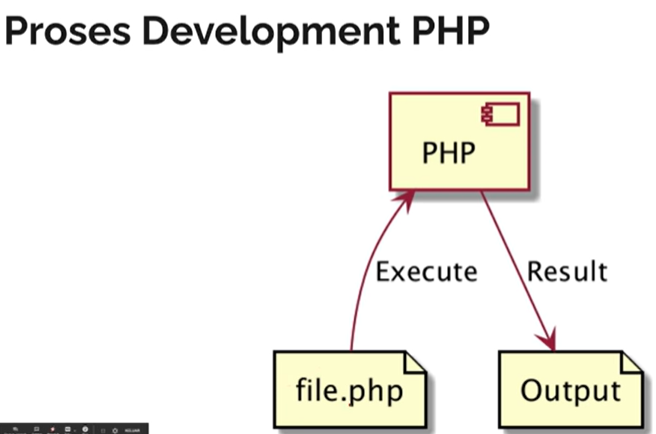 Proses Development PHP
PHP
Execute
Result
file.php
Output